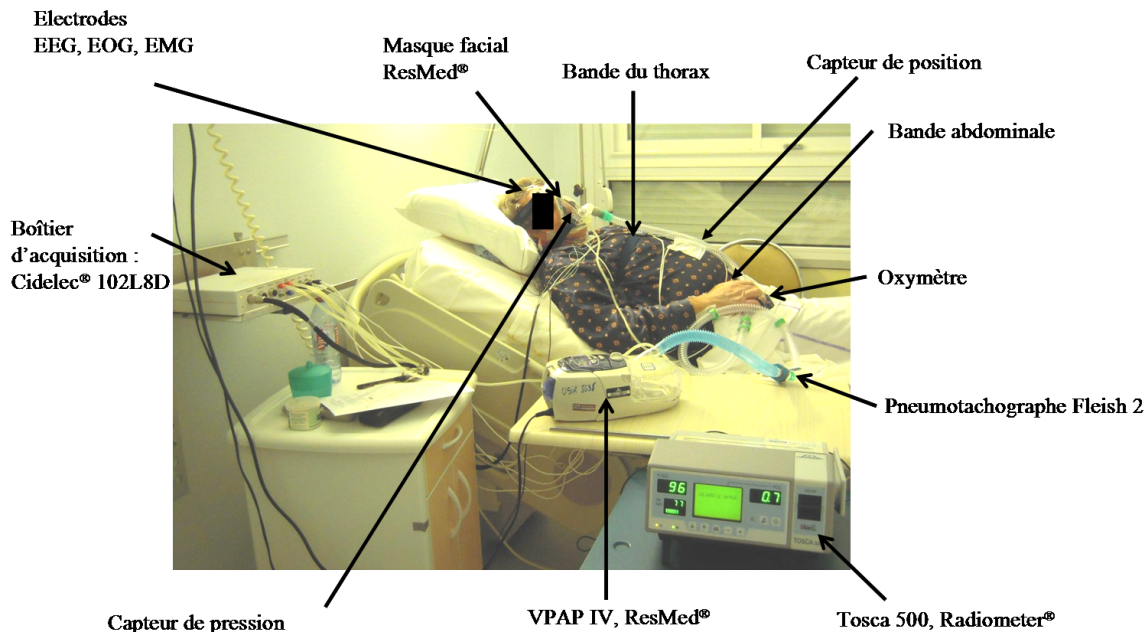 Electrodes
EEG, EOG, EMG
Masque facial
ResMed®
Bande du thorax
Capteur de position
Bande abdominale
Boîtier
d'acquisition :
Cidelec® 102L8D
Oxymètre
Pneumotachographe Fleish 2
96
77
0.7
TOSCA
Capteur de pression
VPAP IV, ResMed®
Tosca 500, Radiometer®